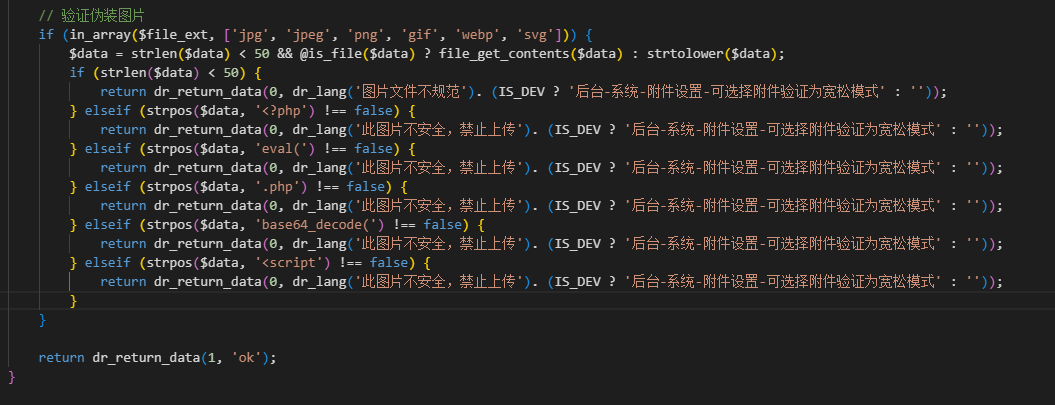 // 验证伪装图片
if (in_array($file_ext, ['jpg', 'jpeg', 'png', 'gif', 'webp', 'svg'])) {
$data = strlen($data) < 50 && @is_file($data) ? file_get_contents($data) : strtolower($data);
if (strlen($data) < 50) {
return dr_return_data(0, dr_lang('图片文件不规范'). (IS_DEV ? '后台-系统-附件设置-可选择附件验证为宽松模式' : ''));
} elseif (strpos($data, '<?php') !== false) {
return dr_return_data(0, dr_lang('此图片不安全，禁止上传'). (IS_DEV ? '后台-系统-附件设置-可选择附件验证为宽松模式' : ''));
} elseif (strpos($data, 'eval(') !== false) {
return dr_return_data(0, dr_lang('此图片不安全，禁止上传'). (IS_DEV ? '后台-系统-附件设置-可选择附件验证为宽松模式' : ''));
} elseif (strpos($data, '.php') !== false) {
return dr_return_data(0, dr_lang('此图片不安全，禁止上传'). (IS_DEV ? '后台-系统-附件设置-可选择附件验证为宽松模式' : ''));
} elseif (strpos($data, 'base64_decode(') !== false) {
return dr_return_data(0, dr_lang('此图片不安全，禁止上传'). (IS_DEV ? '后台-系统-附件设置-可选择附件验证为宽松模式' : ''));
} elseif (strpos($data, '<script') !== false) {
return dr_return_data(0, dr_lang('此图片不安全，禁止上传'). (IS_DEV ? '后台-系统-附件设置-可选择附件验证为宽松模式' : ''));
}
}
return dr_return_data(1, 'ok');
}